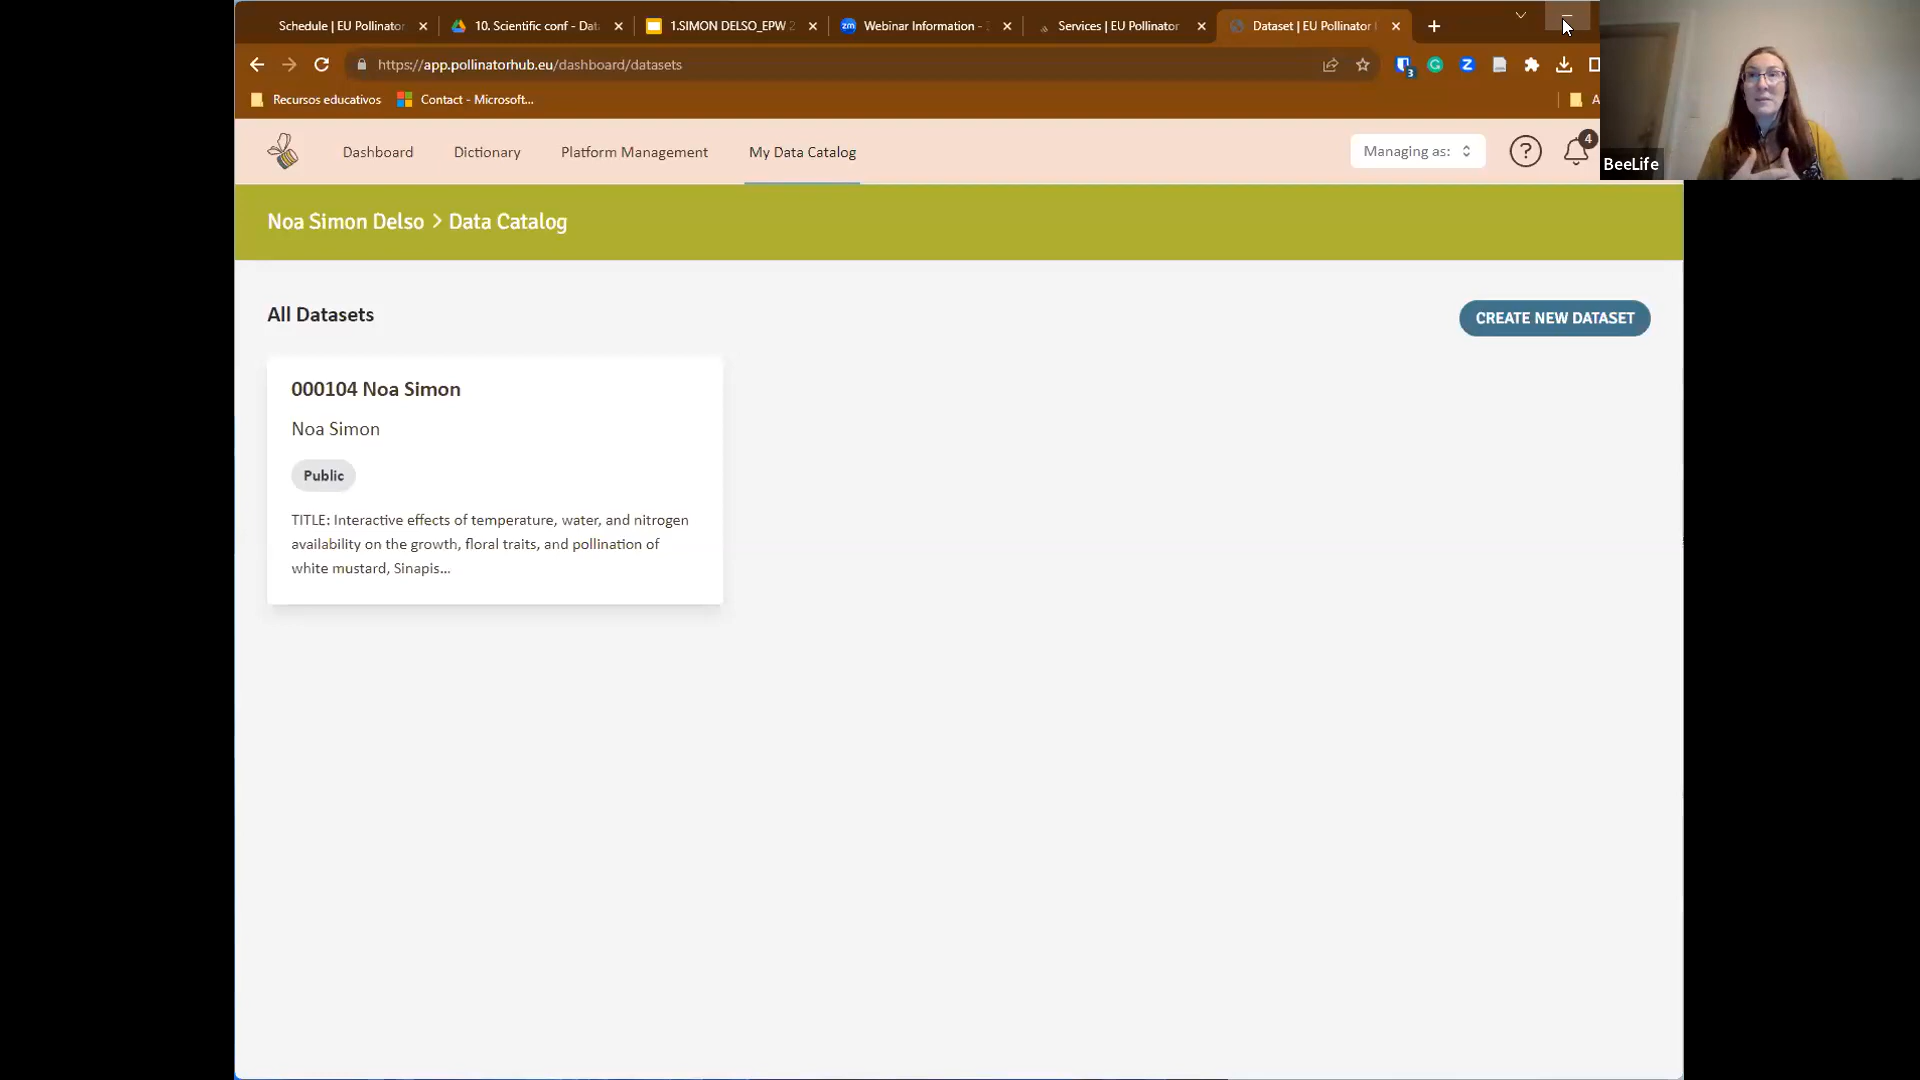 Schedule | EU Pollinator
10. Scientific conf - Dat
1.SIMON DELSO_EPW 2
Webinar Information -
Services | EU Pollinator
Dataset | EU Pollinator
https://app.pollinatorhub.eu/dashboard/datasets
3
Recursos educativos
Contact - Microsoft...
A
Dashboard
Dictionary
Platform Management
My Data Catalog
Managing as:
?
4
BeeLife
Noa Simon Delso > Data Catalog
All Datasets
CREATE NEW DATASET
000104 Noa Simon
Noa Simon
Public
TITLE: Interactive effects of temperature, water, and nitrogen
availability on the growth, floral traits, and pollination of
white mustard, Sinapis...